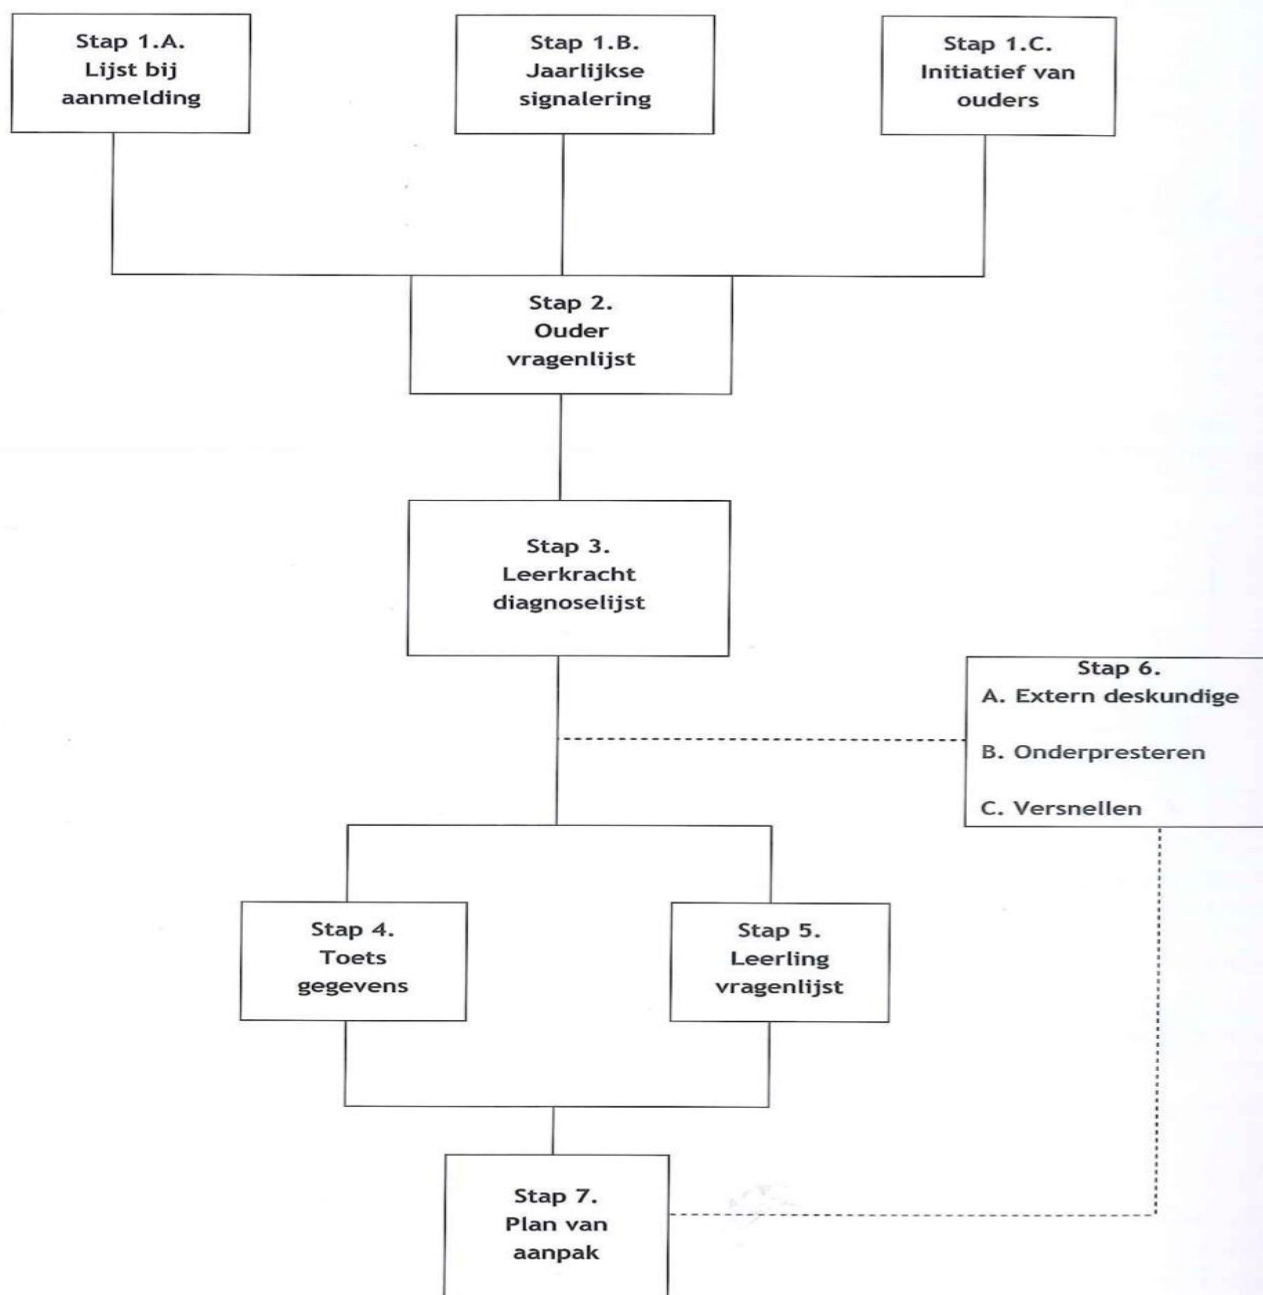 Stap 1.A.
Lijst bij
aanmelding
Stap 1.B.
Jaarlijkse
signalering
Stap 1.C.
Initiatief van
ouders
Stap 2.
Ouder
vragenlijst
Stap 3.
Leerkracht
diagnoselijst
Stap 6.
A. Extern deskundige
B. Onderpresteren
C. Versnellen
Stap 4.
Toets
gegevens
Stap 5.
Leerling
vragenlijst
Stap 7.
Plan van
aanpak